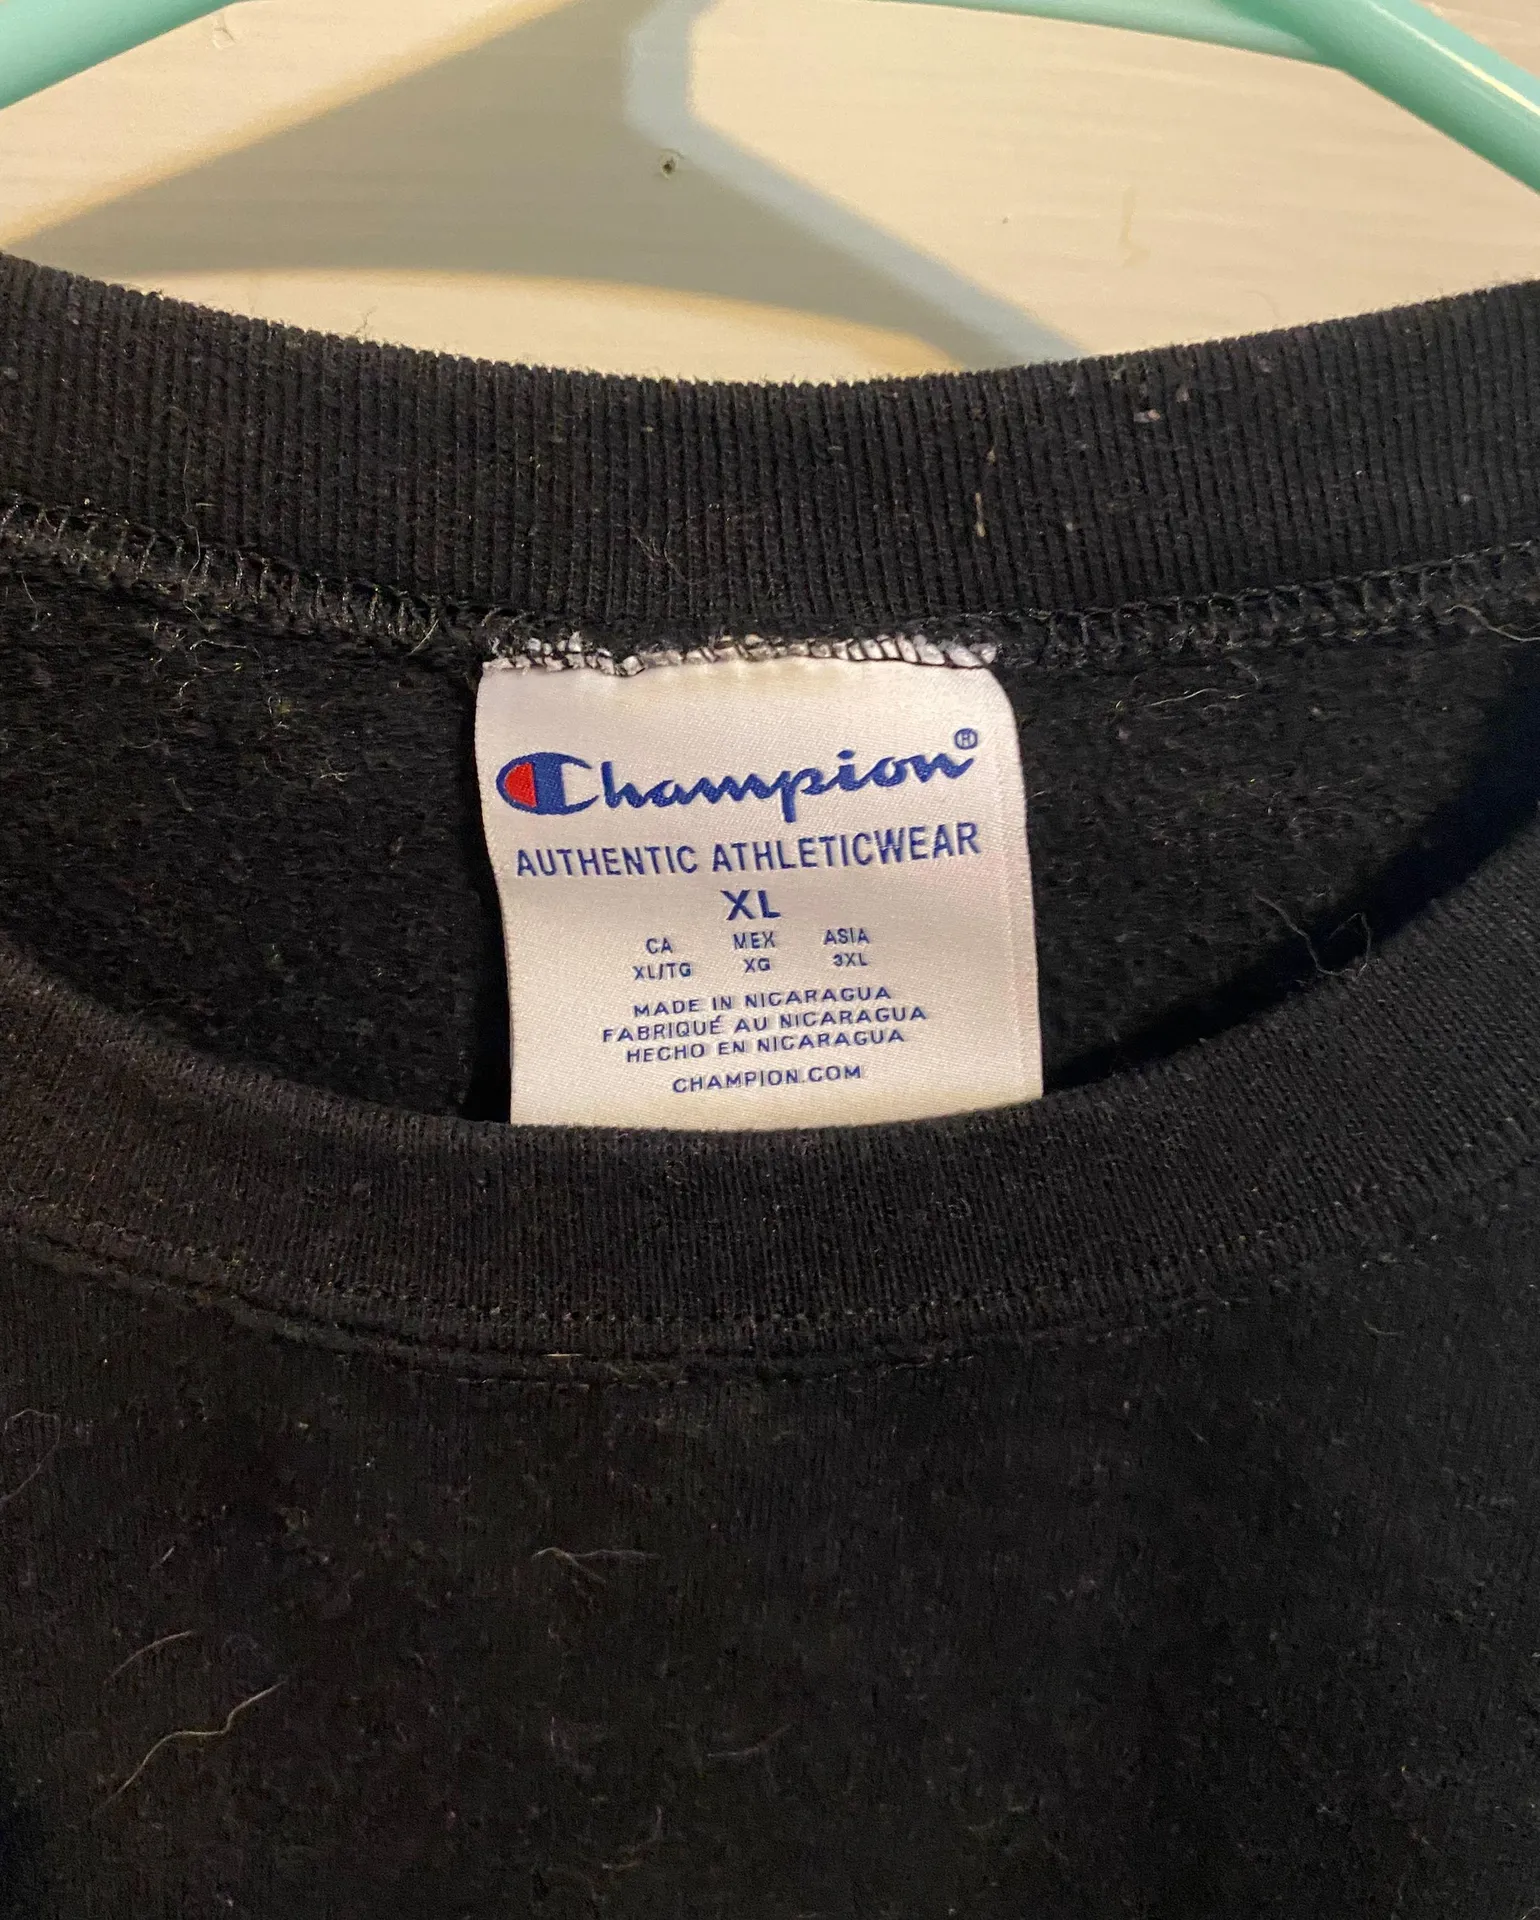 Champion®
AUTHENTIC ATHLETICWEAR
XL
CA MEX ASIA
XL/TG XG 3XL
MADE IN NICARAGUA
FABRIQUÉ AU NICARAGUA
HECHO EN NICARAGUA
CHAMPION.COM